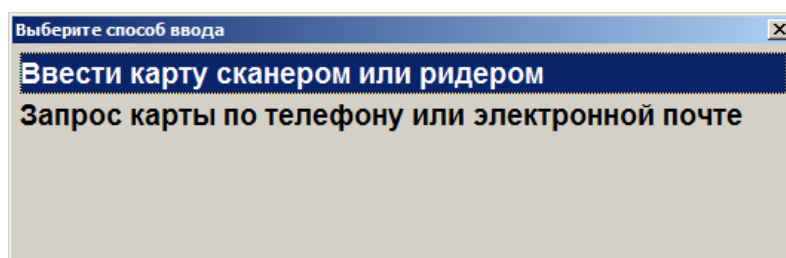 Выберите способ ввода
Ввести карту сканером или ридером
Запрос карты по телефону или электронной почте